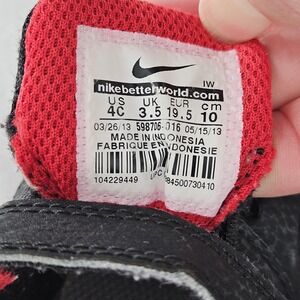 nikebetterworld.com
IW
US UK EUR cm
4C 3.5 19.5 10
03/26/13 598706-016 05/15/13
MADE IN INDONESIA
FABRIQUE EN INDONESIE
104229449